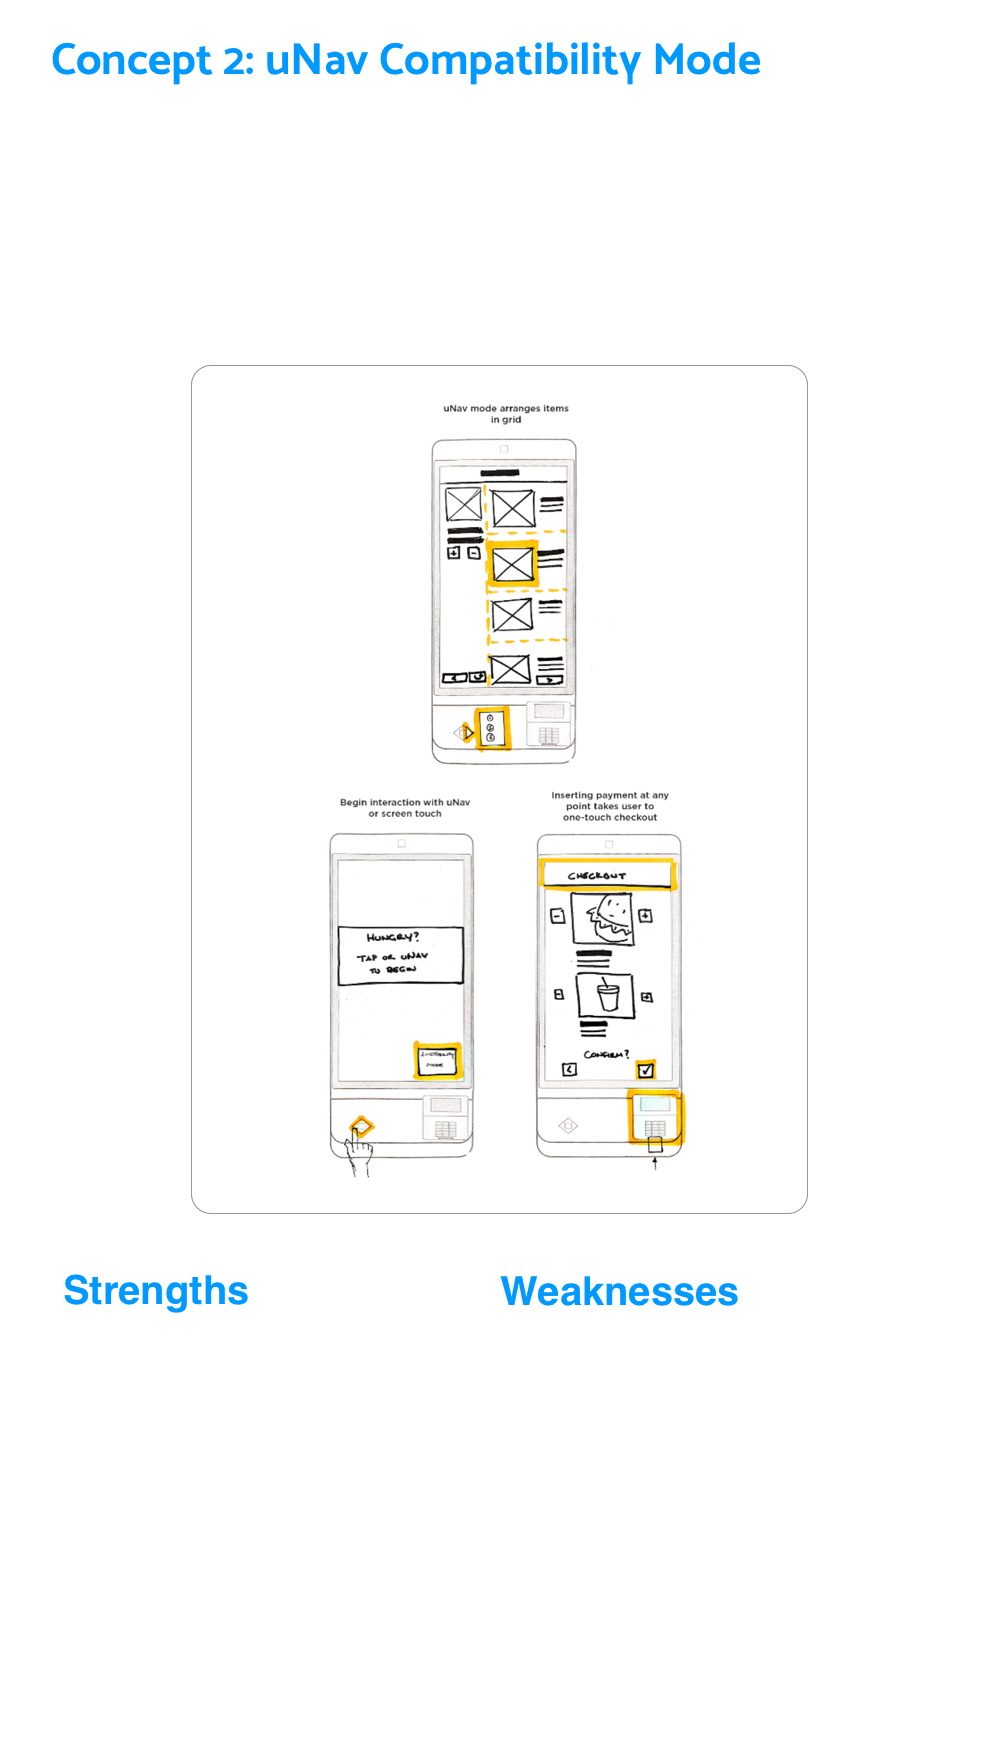 Concept 2: uNav Compatibility Mode
uNav mode arranges items
in grid
Begin interaction with uNav
or screen touch
Inserting payment at any
point takes user to
one-touch checkout
HUNGRY?
TAP OR UNAV
TO BEGIN
CHECKOUT
CONFIRM?
Strengths
Weaknesses